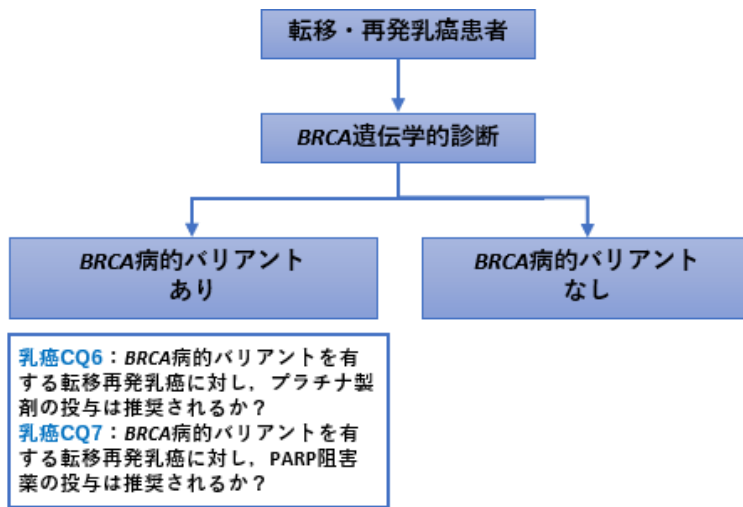 転移・再発乳癌患者
BRCA遺伝学的診断
BRCA病的バリアント
あり
BRCA病的バリアント
なし
乳癌CQ6：BRCA病的バリアントを有
する転移再発乳癌に対し，プラチナ製
剤の投与は推奨されるか？
乳癌CQ7：BRCA病的バリアントを有
する転移再発乳癌に対し，PARP阻害
薬の投与は推奨されるか？